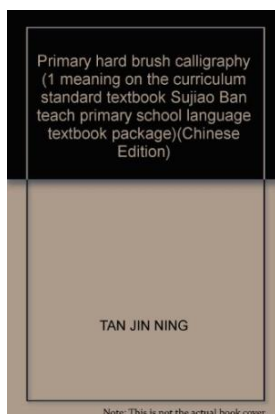 Primary hard brush calligraphy
(1 meaning on the curriculum
standard textbook Sujiao Ban
teach primary school language
textbook package)(Chinese
Edition)
TAN JIN NING
Note: This is not the actual book cover